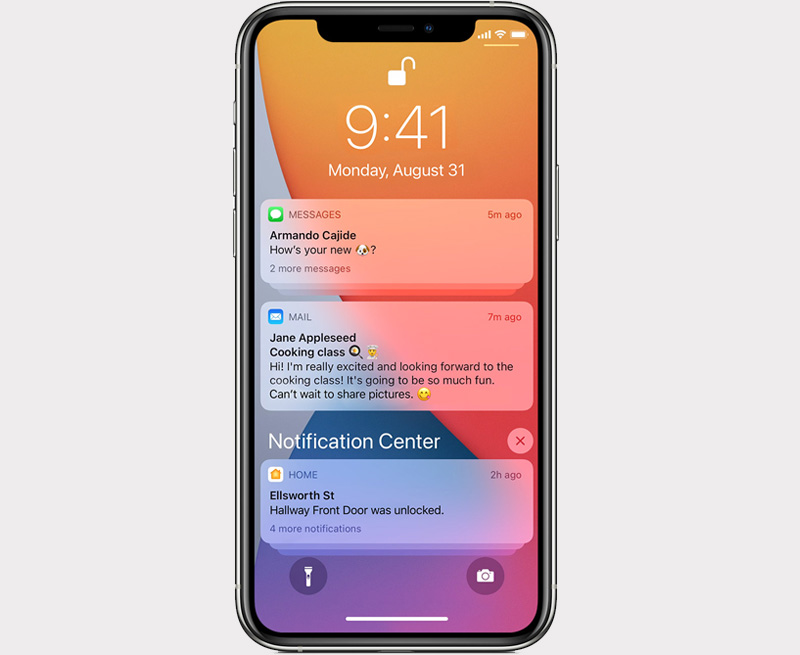 9:41
Monday, August 31
MESSAGES 5m ago
Armando Cajide
How's your new 🐶?
2 more messages
MAIL 7m ago
Jane Appleseed
Cooking class 🍳👨‍🍳
Hi! I'm really excited and looking forward to the
cooking class! It's going to be so much fun.
Can't wait to share pictures. 😋
Notification Center
HOME 2h ago
Ellsworth St
Hallway Front Door was unlocked.
4 more notifications